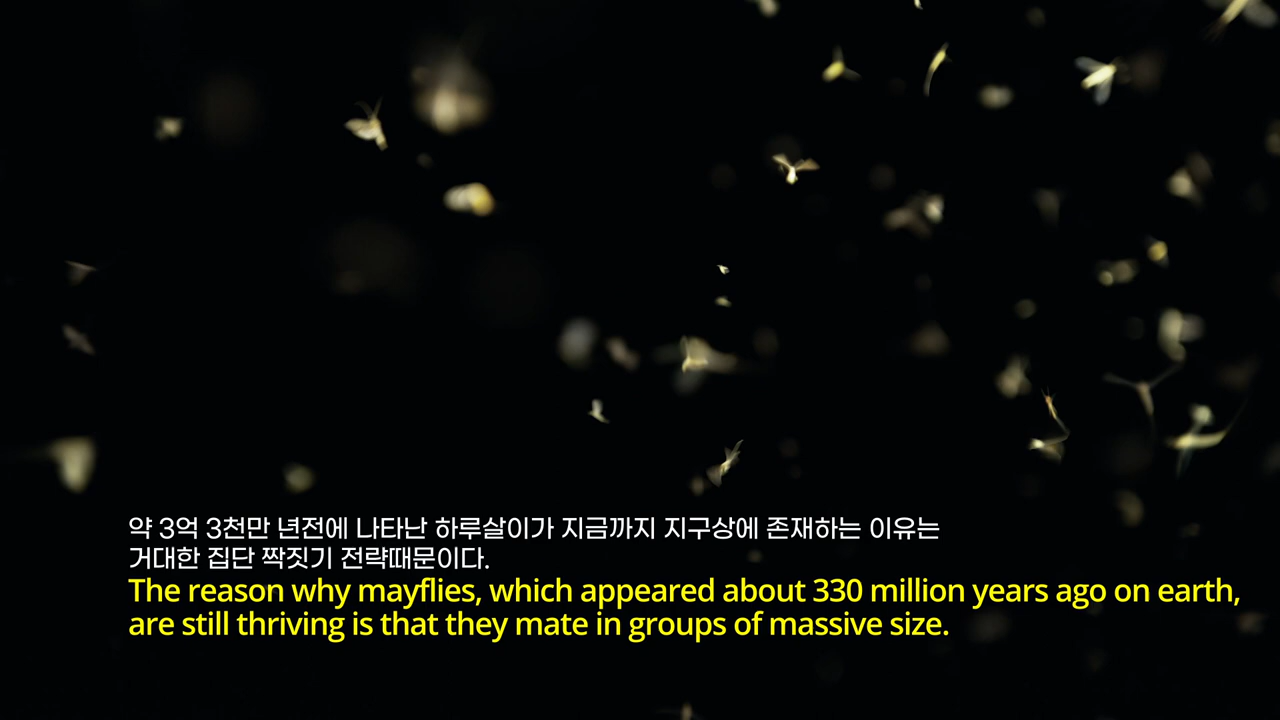 약 3억 3천만 년전에 나타난 하루살이가 지금까지 지구상에 존재하는 이유는
거대한 집단 짝짓기 전략때문이다.
The reason why mayflies, which appeared about 330 million years ago on earth,
are still thriving is that they mate in groups of massive size.